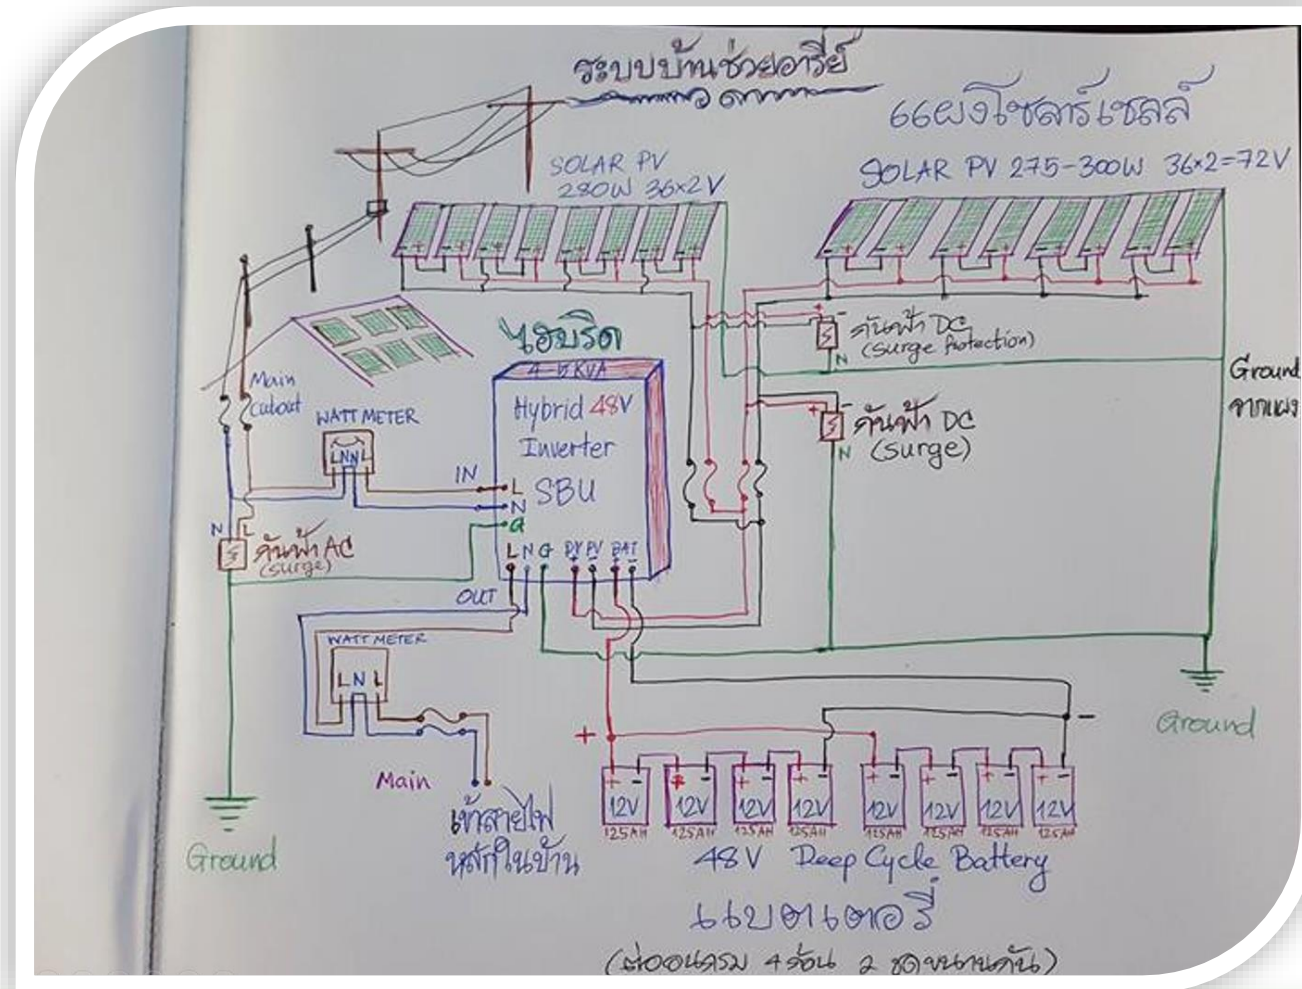 ระบบบ้านช่วยอารีย์
แผงโซลาร์เซลล์
SOLAR PV
280W 36×2V
SOLAR PV 275-300W 36×2=72V
ไฮบริด
4-5 KVA
Hybrid 48V
Inverter
SBU
Main
Cutout
WATT METER
L N N L
IN
L
N
G
L N G PV PV BAT
+ - + -
OUT
N L
กันฟ้า AC
(surge)
Ground
WATT METER
L N L
Main
เข้าสายไฟ
หลักในบ้าน
+ -
N
กันฟ้า DC
(surge Protection)
+ -
N
กันฟ้า DC
(surge)
Ground
จากแผง
Ground
+
-
+ - + - + - + - + - + - + - + -
12V 12V 12V 12V 12V 12V 12V 12V
125AH 125AH 125AH 125AH 125AH 125AH 125AH 125AH
48V Deep Cycle Battery
แบตเตอรี่
(ต่ออนุกรม 4 ก้อน 2 ชุดขนานกัน)